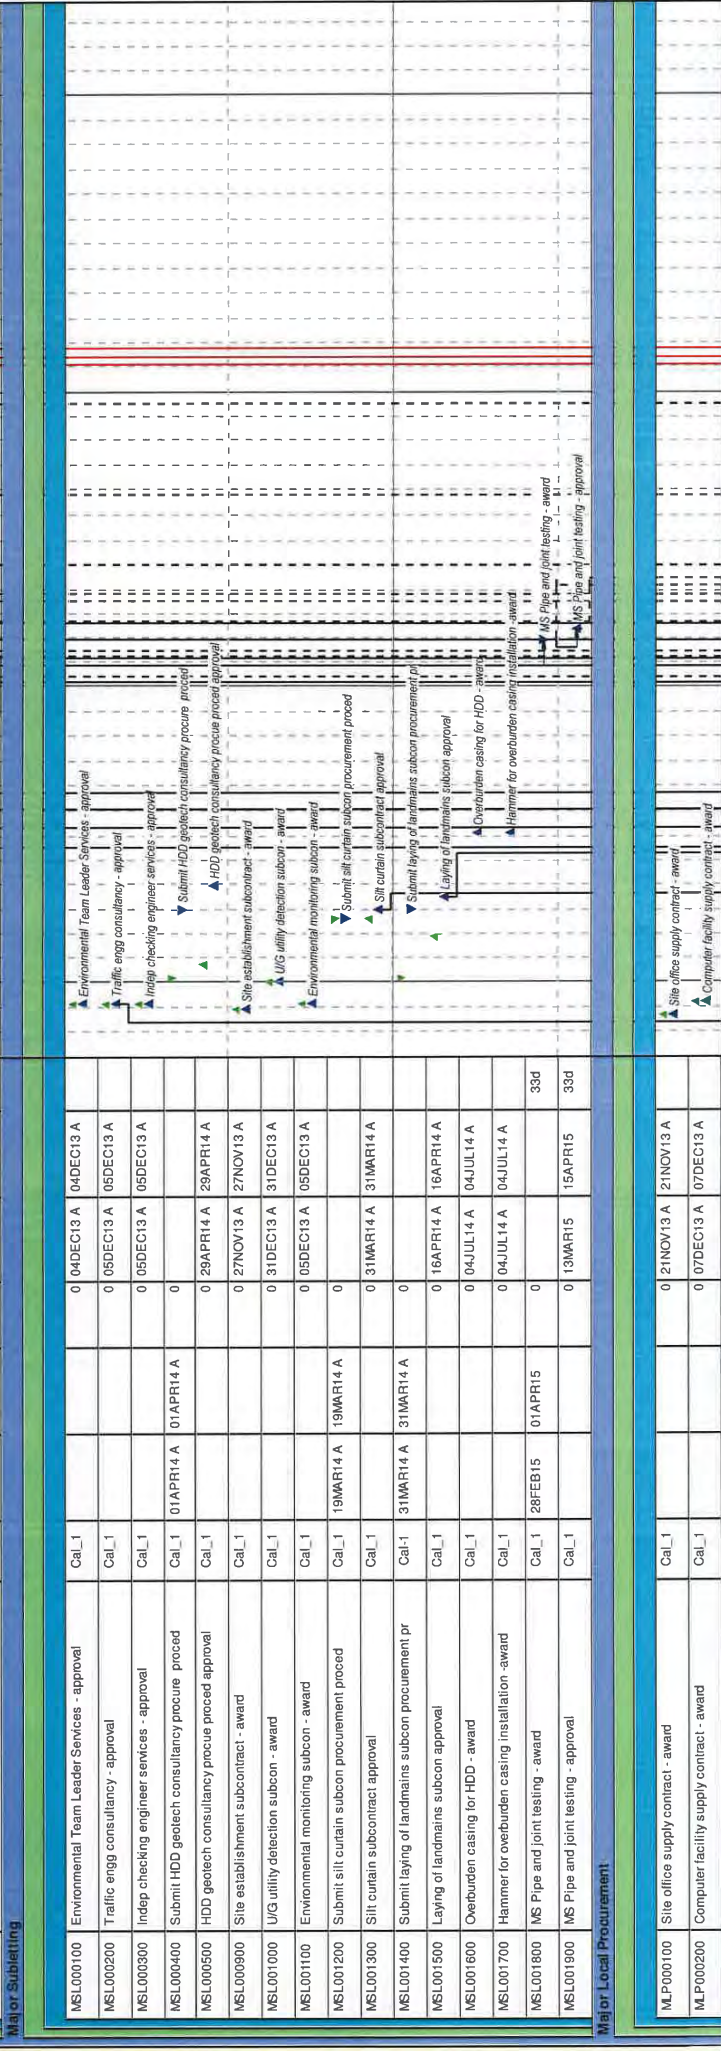 Major Subletting
MSL000100 Environmental Team Leader Services - approval Cal_1 0 04DEC13 A 04DEC13 A Environmental Team Leader Services - approval
MSL000200 Traffic engg consultancy - approval Cal_1 0 05DEC13 A 05DEC13 A Traffic engg consultancy - approval
MSL000300 Indep checking engineer services - approval Cal_1 0 05DEC13 A 05DEC13 A Indep checking engineer services - approval
MSL000400 Submit HDD geotech consultancy procure proced Cal_1 01APR14 A 01APR14 A 0 Submit HDD geotech consultancy procure proced
MSL000500 HDD geotech consultancy procue proced approval Cal_1 0 29APR14 A 29APR14 A HDD geotech consultancy procue proced approval
MSL000900 Site establishment subcontract - award Cal_1 0 27NOV13 A 27NOV13 A Site establishment subcontract - award
MSL001000 U/G utility detection subcon - award Cal_1 0 31DEC13 A 31DEC13 A U/G utility detection subcon - award
MSL001100 Environmental monitoring subcon - award Cal_1 0 05DEC13 A 05DEC13 A Environmental monitoring subcon - award
MSL001200 Submit silt curtain subcon procurement proced Cal_1 19MAR14 A 19MAR14 A 0 Submit silt curtain subcon procurement proced
MSL001300 Silt curtain subcontract approval Cal_1 0 31MAR14 A 31MAR14 A Silt curtain subcontract approval
MSL001400 Submit laying of landmains subcon procurement pr Cal-1 31MAR14 A 31MAR14 A 0 Submit laying of landmains subcon procurement pr
MSL001500 Laying of landmains subcon approval Cal_1 0 16APR14 A 16APR14 A Laying of landmains subcon approval
MSL001600 Overburden casing for HDD - award Cal_1 0 04JUL14 A 04JUL14 A Overburden casing for HDD - award
MSL001700 Hammer for overburden casing installation -award Cal_1 0 04JUL14 A 04JUL14 A Hammer for overburden casing installation -award
MSL001800 MS Pipe and joint testing - award Cal_1 28FEB15 01APR15 0 33d MS Pipe and joint testing - award
MSL001900 MS Pipe and joint testing - approval Cal_1 0 13MAR15 15APR15 33d MS Pipe and joint testing - approval
Major Local Procurement
MLP000100 Site office supply contract - award Cal_1 0 21NOV13 A 21NOV13 A Site office supply contract - award
MLP000200 Computer facility supply contract - award Cal_1 0 07DEC13 A 07DEC13 A Computer facility supply contract - award